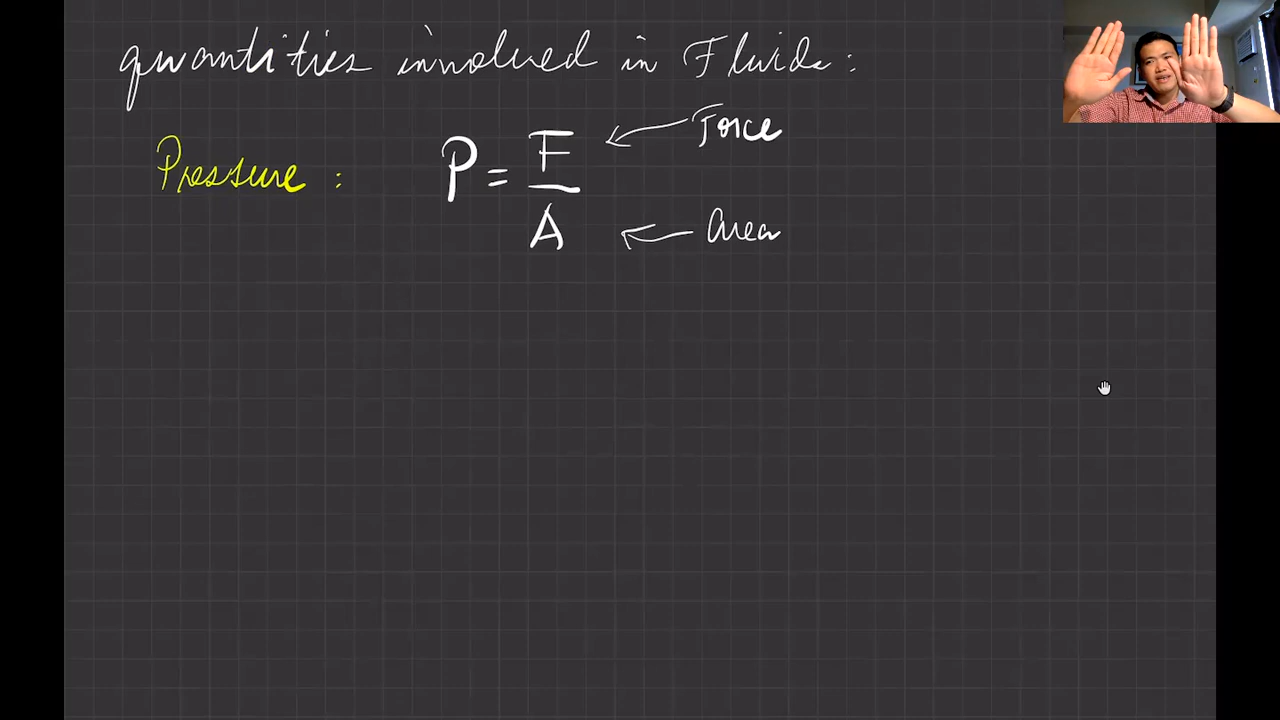 quantities involved in Fluids:
Pressure : P = F/A
Force
Area